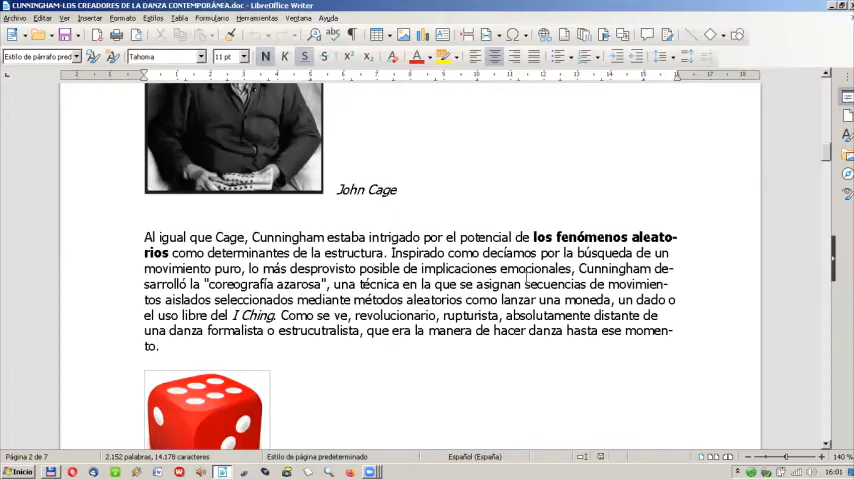 CUNNINGHAM-LOS CREADORES DE LA DANZA CONTEMPORÁNEA.doc - LibreOffice Writer
Archivo Editar Ver Insertar Formato Estilos Tabla Formulario Herramientas Ventana Ayuda
Estilo de párrafo pred Tahoma 11 pt
John Cage
Al igual que Cage, Cunningham estaba intrigado por el potencial de los fenómenos aleato-
rios como determinantes de la estructura. Inspirado como decíamos por la búsqueda de un
movimiento puro, lo más desprovisto posible de implicaciones emocionales, Cunningham de-
sarrolló la "coreografía azarosa", una técnica en la que se asignan secuencias de movimien-
tos aislados seleccionados mediante métodos aleatorios como lanzar una moneda, un dado o
el uso libre del I Ching. Como se ve, revolucionario, rupturista, absolutamente distante de
una danza formalista o estrucutralista, que era la manera de hacer danza hasta ese momen-
to.
Página 2 de 7 2.152 palabras, 14.178 caracteres Estilo de página predeterminado Español (España) 140 %
Inicio 16:01